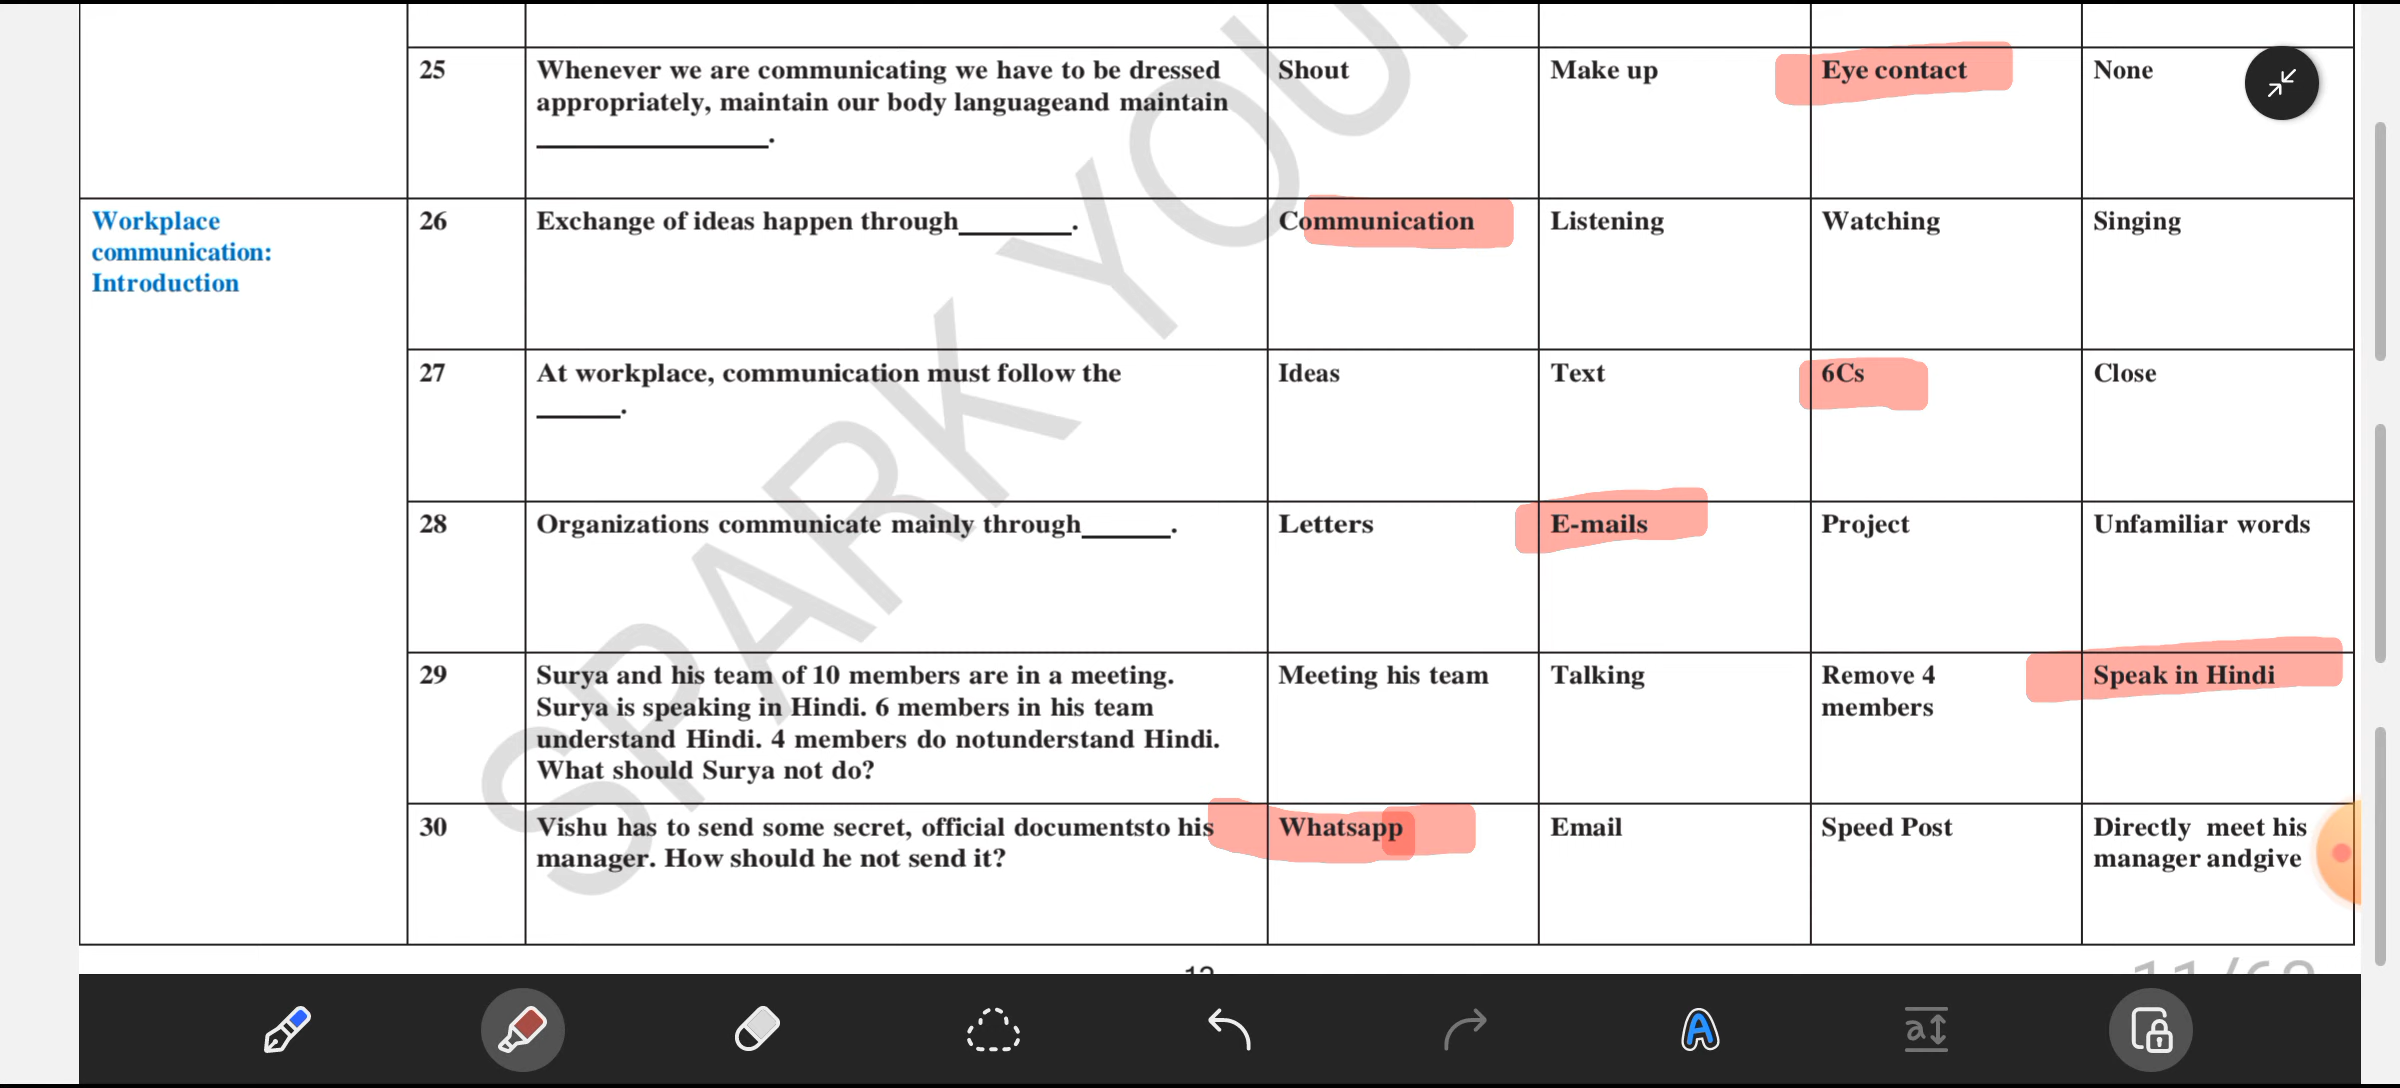 25 Whenever we are communicating we have to be dressed Shout Make up Eye contact None
appropriately, maintain our body languageand maintain
______________.
Workplace 26 Exchange of ideas happen through________. Communication Listening Watching Singing
communication:
Introduction
27 At workplace, communication must follow the Ideas Text 6Cs Close
______.
28 Organizations communicate mainly through______. Letters E-mails Project Unfamiliar words
29 Surya and his team of 10 members are in a meeting. Meeting his team Talking Remove 4 Speak in Hindi
Surya is speaking in Hindi. 6 members in his team members
understand Hindi. 4 members do notunderstand Hindi.
What should Surya not do?
30 Vishu has to send some secret, official documentsto his Whatsapp Email Speed Post Directly meet his
manager. How should he not send it? manager andgive
SPARK YOU
A
a